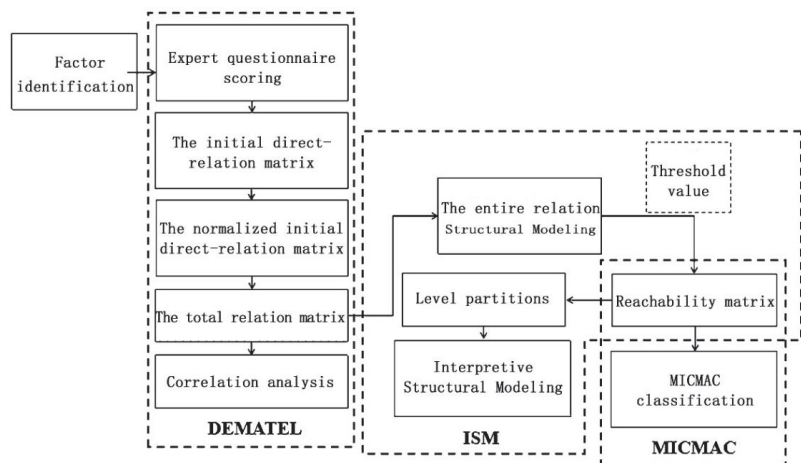 Factor
identification
Expert questionnaire
scoring
The initial direct-
relation matrix
The normalized initial
direct-relation matrix
The total relation matrix
Correlation analysis
DEMATEL
The entire relation
Structural Modeling
Threshold
value
Level partitions
Reachability matrix
Interpretive
Structural Modeling
ISM
MICMAC
classification
MICMAC